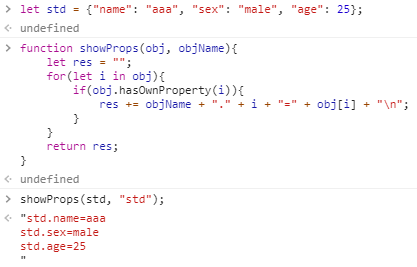 > let std = {"name": "aaa", "sex": "male", "age": 25};
< undefined
> function showProps(obj, objName){
    let res = "";
    for(let i in obj){
        if(obj.hasOwnProperty(i)){
            res += objName + "." + i + "=" + obj[i] + "\n";
        }
    }
    return res;
}
< undefined
> showProps(std, "std");
< "std.name=aaa
std.sex=male
std.age=25
"